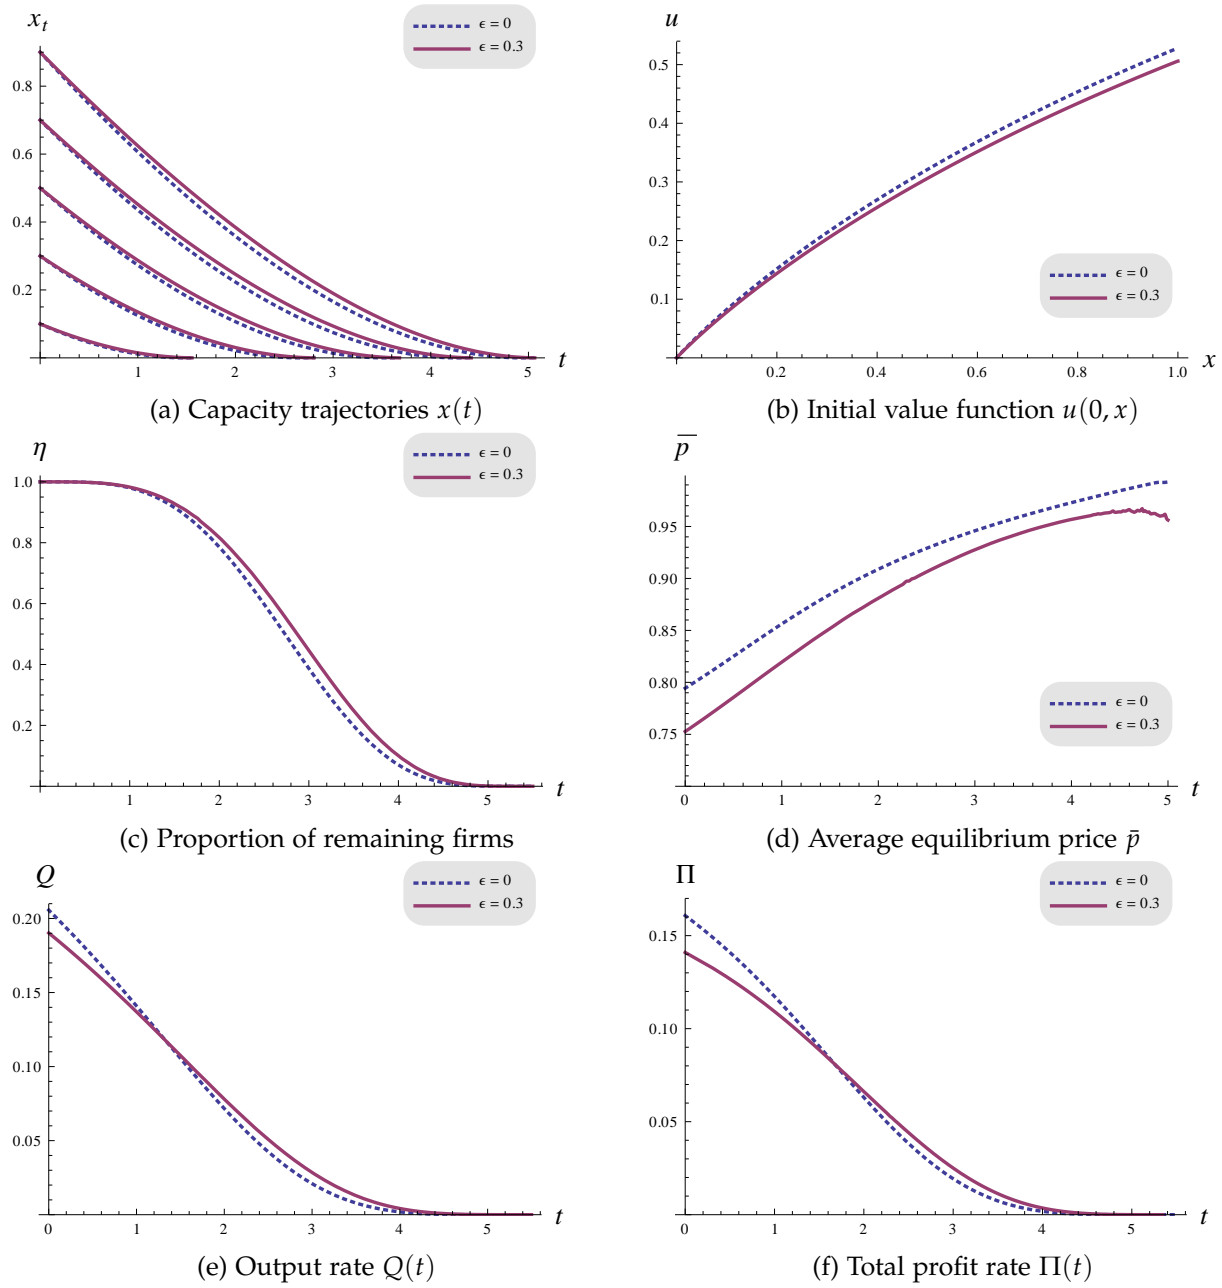 x_t
ϵ = 0
ϵ = 0.3
0.8
0.6
0.4
0.2
1 2 3 4 5 t
(a) Capacity trajectories x(t)
u
0.5
0.4
0.3
0.2
0.1
ϵ = 0
ϵ = 0.3
0.2 0.4 0.6 0.8 1.0 x
(b) Initial value function u(0, x)
η
ϵ = 0
ϵ = 0.3
1.0
0.8
0.6
0.4
0.2
1 2 3 4 5 t
(c) Proportion of remaining firms
p̄
0.95
0.90
0.85
0.80
0.75
ϵ = 0
ϵ = 0.3
0 1 2 3 4 5 t
(d) Average equilibrium price p̄
Q
ϵ = 0
ϵ = 0.3
0.20
0.15
0.10
0.05
0 1 2 3 4 5 t
(e) Output rate Q(t)
Π
ϵ = 0
ϵ = 0.3
0.15
0.10
0.05
0 1 2 3 4 5 t
(f) Total profit rate Π(t)